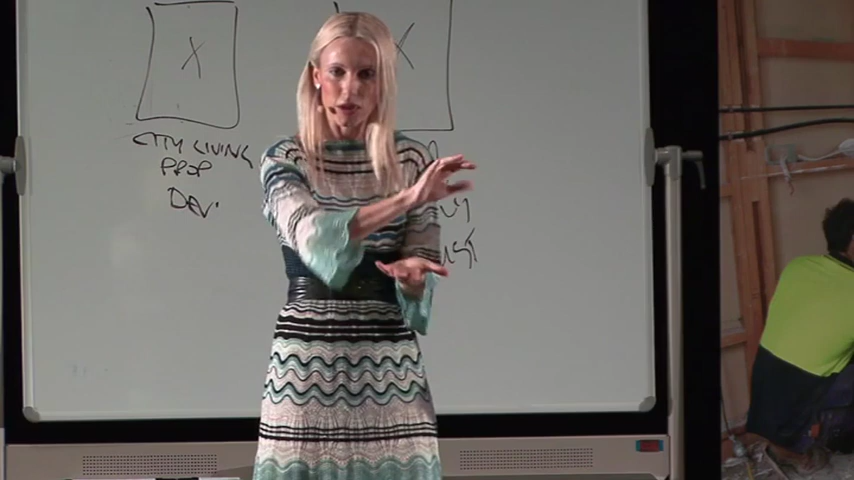 X
X
CITY LIVING
PROP
DEV.